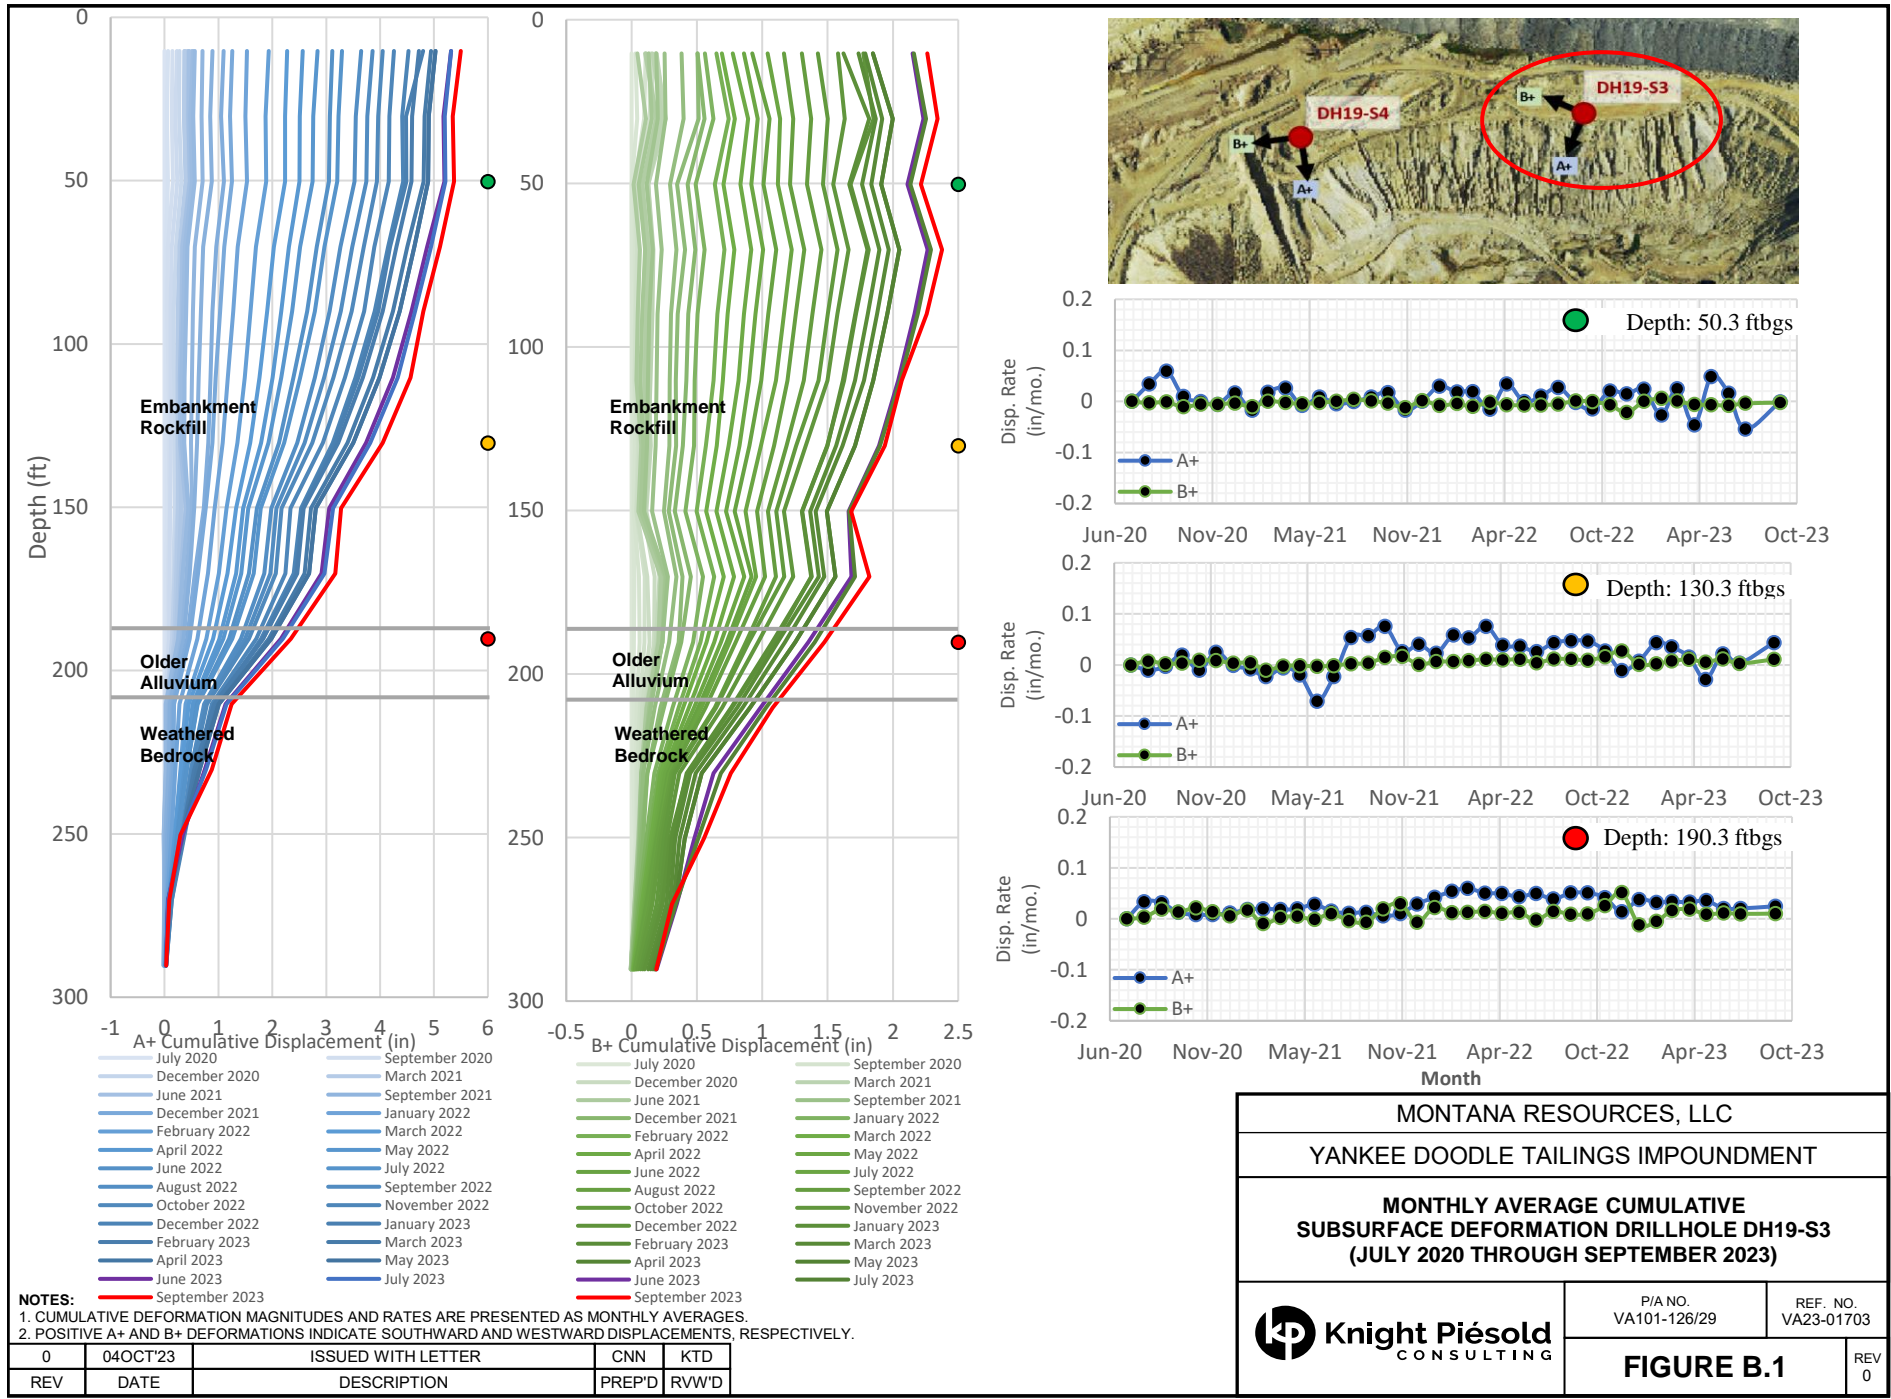 0
50
100
150
200
250
300
Depth (ft)
Embankment
Rockfill
Older
Alluvium
Weathered
Bedrock
-1 0 1 2 3 4 5 6
A+ Cumulative Displacement (in)
July 2020 September 2020
December 2020 March 2021
June 2021 September 2021
December 2021 January 2022
February 2022 March 2022
April 2022 May 2022
June 2022 July 2022
August 2022 September 2022
October 2022 November 2022
December 2022 January 2023
February 2023 March 2023
April 2023 May 2023
June 2023 July 2023
September 2023
0
50
100
150
200
250
300
Embankment
Rockfill
Older
Alluvium
Weathered
Bedrock
-0.5 0 0.5 1 1.5 2 2.5
B+ Cumulative Displacement (in)
July 2020 September 2020
December 2020 March 2021
June 2021 September 2021
December 2021 January 2022
February 2022 March 2022
April 2022 May 2022
June 2022 July 2022
August 2022 September 2022
October 2022 November 2022
December 2022 January 2023
February 2023 March 2023
April 2023 May 2023
June 2023 July 2023
September 2023
DH19-S3
B+
A+
DH19-S4
B+
A+
0.2
0.1
0
-0.1
-0.2
Disp. Rate
(in/mo.)
Depth: 50.3 ftbgs
A+
B+
Jun-20 Nov-20 May-21 Nov-21 Apr-22 Oct-22 Apr-23 Oct-23
0.2
0.1
0
-0.1
-0.2
Disp. Rate
(in/mo.)
Depth: 130.3 ftbgs
A+
B+
Jun-20 Nov-20 May-21 Nov-21 Apr-22 Oct-22 Apr-23 Oct-23
0.2
0.1
0
-0.1
-0.2
Disp. Rate
(in/mo.)
Depth: 190.3 ftbgs
A+
B+
Jun-20 Nov-20 May-21 Nov-21 Apr-22 Oct-22 Apr-23 Oct-23
Month
NOTES:
1. CUMULATIVE DEFORMATION MAGNITUDES AND RATES ARE PRESENTED AS MONTHLY AVERAGES.
2. POSITIVE A+ AND B+ DEFORMATIONS INDICATE SOUTHWARD AND WESTWARD DISPLACEMENTS, RESPECTIVELY.
0 04OCT'23 ISSUED WITH LETTER CNN KTD
REV DATE DESCRIPTION PREP'D RVW'D
MONTANA RESOURCES, LLC
YANKEE DOODLE TAILINGS IMPOUNDMENT
MONTHLY AVERAGE CUMULATIVE
SUBSURFACE DEFORMATION DRILLHOLE DH19-S3
(JULY 2020 THROUGH SEPTEMBER 2023)
kp Knight Piésold
CONSULTING
P/A NO.
VA101-126/29
REF. NO.
VA23-01703
FIGURE B.1
REV
0